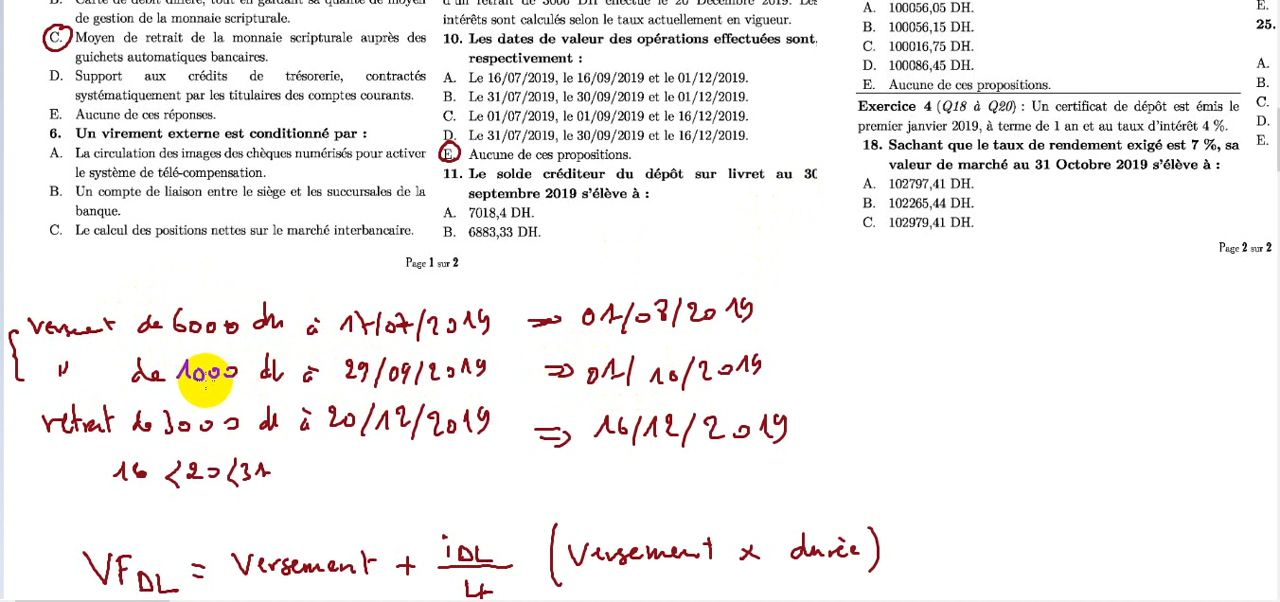 de gestion de la monnaie scripturale.
C. Moyen de retrait de la monnaie scripturale auprès des
guichets automatiques bancaires.
D. Support aux crédits de trésorerie, contractés
systématiquement par les titulaires des comptes courants.
E. Aucune de ces réponses.
6. Un virement externe est conditionné par :
A. La circulation des images des chèques numérisés pour activer
le système de télé-compensation.
B. Un compte de liaison entre le siège et les succursales de la
banque.
C. Le calcul des positions nettes sur le marché interbancaire.
intérêts sont calculés selon le taux actuellement en vigueur.
10. Les dates de valeur des opérations effectuées sont,
respectivement :
A. Le 16/07/2019, le 16/09/2019 et le 01/12/2019.
B. Le 31/07/2019, le 30/09/2019 et le 01/12/2019.
C. Le 01/07/2019, le 01/09/2019 et le 16/12/2019.
D. Le 31/07/2019, le 30/09/2019 et le 16/12/2019.
E. Aucune de ces propositions.
11. Le solde créditeur du dépôt sur livret au 30
septembre 2019 s'élève à :
A. 7018,4 DH.
B. 6883,33 DH.
A. 100056,05 DH.
B. 100056,15 DH.
C. 100016,75 DH.
D. 100086,45 DH.
E. Aucune de ces propositions.
Exercice 4 (Q18 à Q20) : Un certificat de dépôt est émis le
premier janvier 2019, à terme de 1 an et au taux d'intérêt 4 %.
18. Sachant que le taux de rendement exigé est 7 %, sa
valeur de marché au 31 Octobre 2019 s'élève à :
A. 102797,41 DH.
B. 102265,44 DH.
C. 102979,41 DH.
E.
25.
A.
B.
C.
D.
E.
Page 1 sur 2
Page 2 sur 2
de 6000 dh à 17/07/2019 => 01/08/2019
" de 1000 dh à 29/09/2019 => 01/10/2019
retrait de 3000 dh à 20/12/2019 => 16/12/2019
16 < 20 < 31
VF DL = Versement + iDL/4 (Versement x durée)